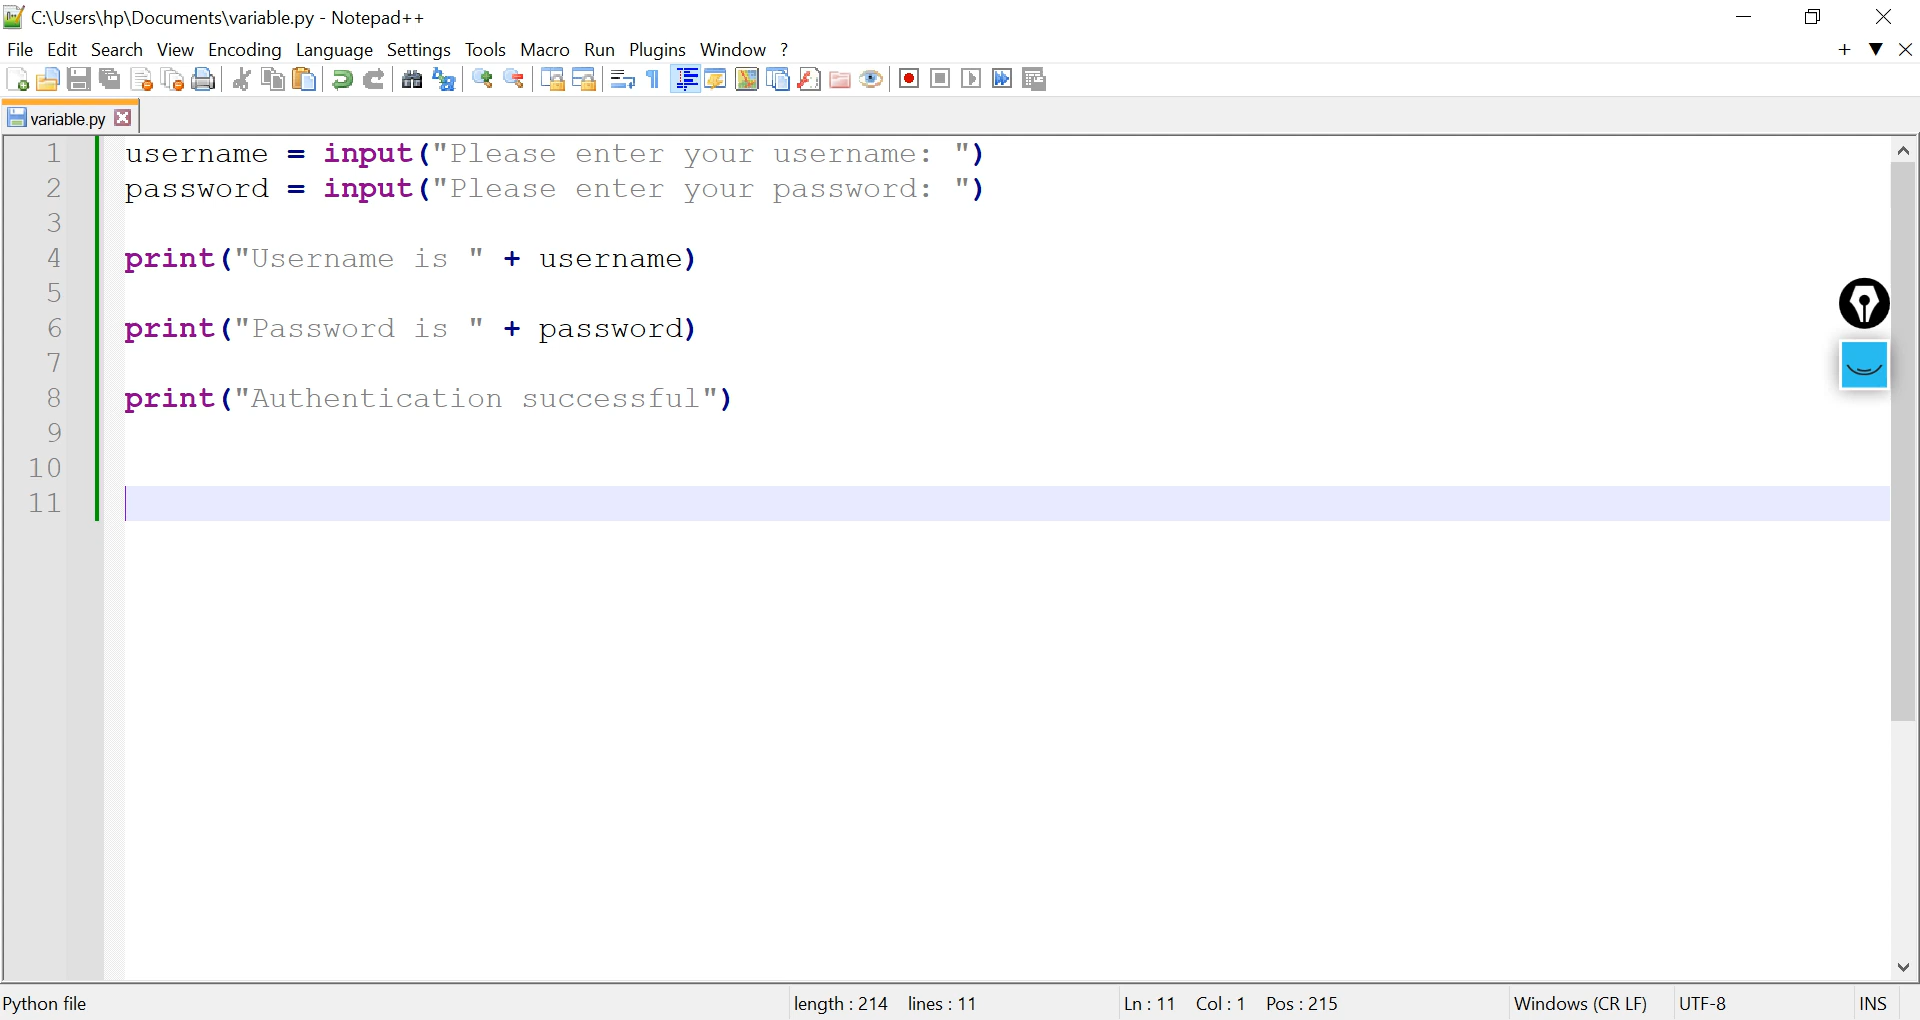 C:\Users\hp\Documents\variable.py - Notepad++
File Edit Search View Encoding Language Settings Tools Macro Run Plugins Window ?
variable.py
1 username = input("Please enter your username: ")
2 password = input("Please enter your password: ")
3
4 print("Username is " + username)
5
6 print("Password is " + password)
7
8 print("Authentication successful")
9
10
11
Python file length : 214 lines : 11 Ln : 11 Col : 1 Pos : 215 Windows (CR LF) UTF-8 INS